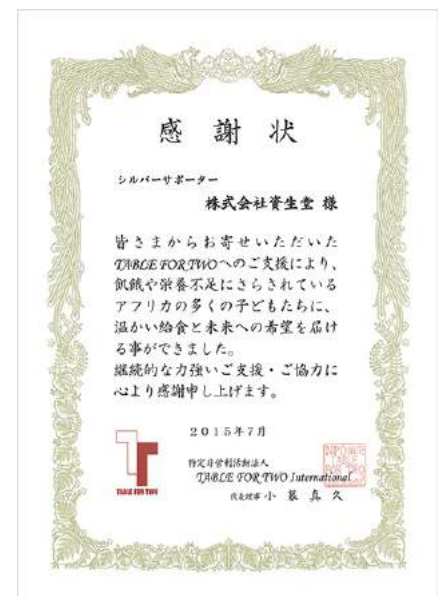 感謝状
シルバーサポーター
株式会社資生堂 様
皆さまからお寄せいただいた
TABLE FOR TWOへのご支援により、
飢餓や栄養不足にさらされている
アフリカの多くの子どもたちに、
温かい給食と未来への希望を届け
る事ができました。
継続的な力強いご支援・ご協力に
心より感謝申し上げます。
2015年7月
特定非営利活動法人
TABLE FOR TWO International
代表理事 小暮真久
TABLE FOR TWO